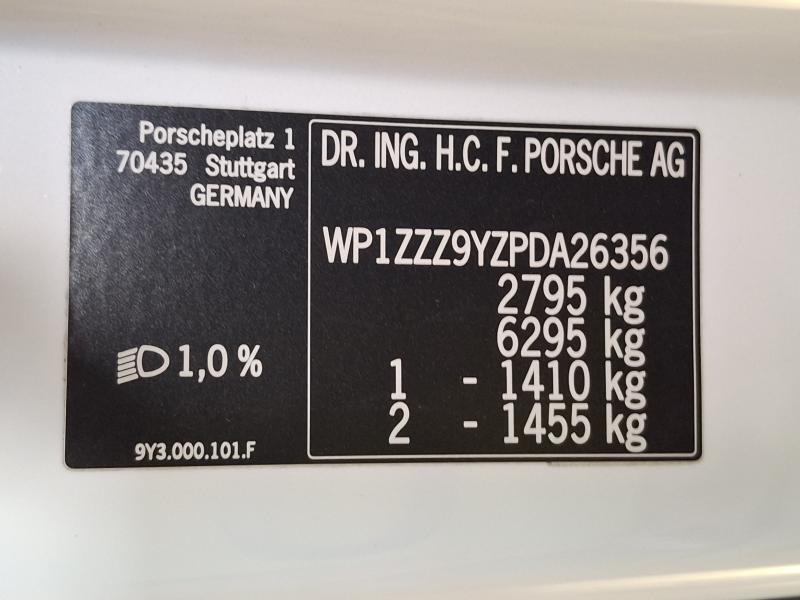 Porscheplatz 1
70435 Stuttgart
GERMANY
1,0 %
9Y3.000.101.F
DR. ING. H.C. F. PORSCHE AG
WP1ZZZ9YZPDA26356
2795 kg
6295 kg
1 - 1410 kg
2 - 1455 kg